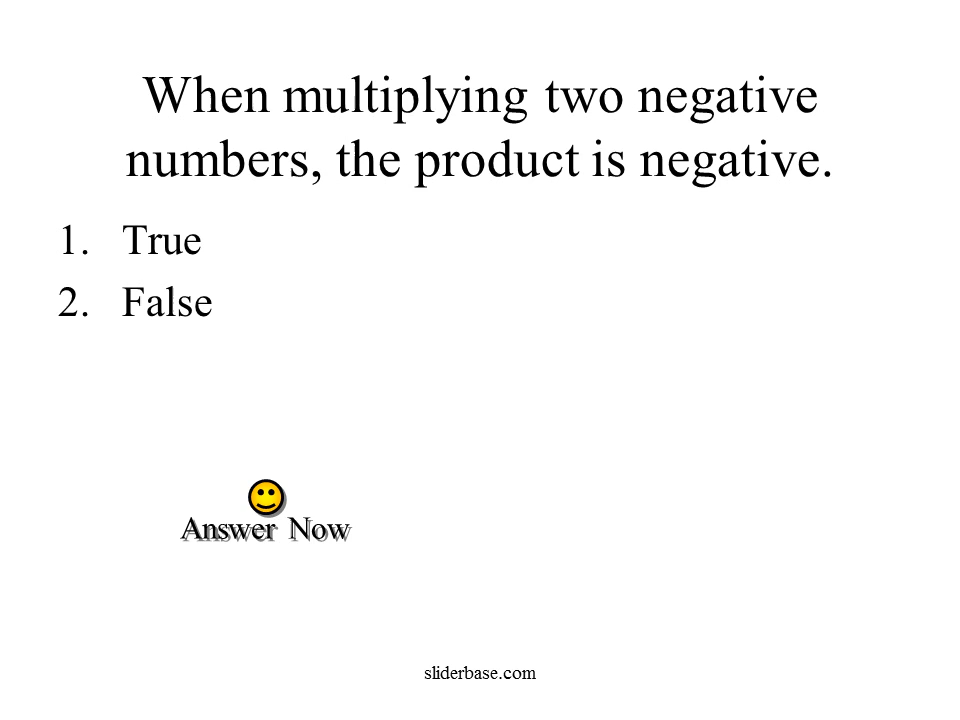 When multiplying two negative
numbers, the product is negative.
1. True
2. False
Answer Now
sliderbase.com